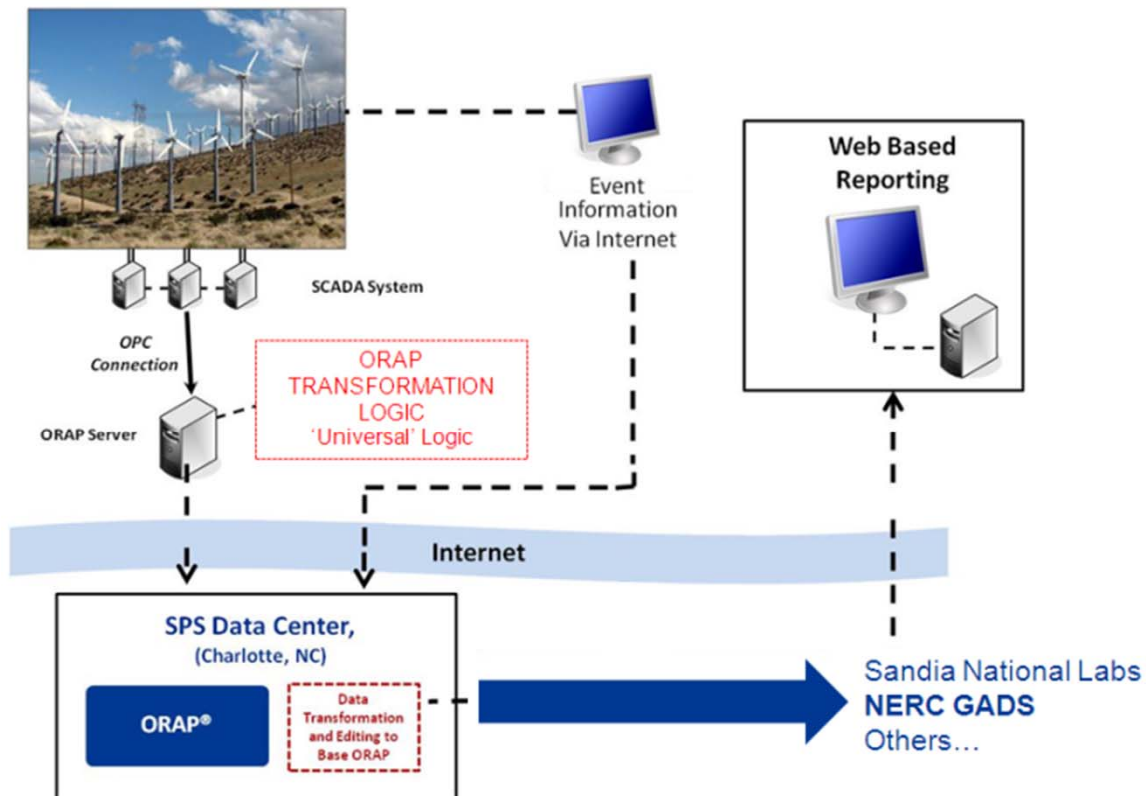 Event
Information
Via Internet
Web Based
Reporting
SCADA System
OPC
Connection
ORAP
TRANSFORMATION
LOGIC
‘Universal’ Logic
ORAP Server
Internet
SPS Data Center,
(Charlotte, NC)
ORAP®
Data
Transformation
and Editing to
Base ORAP
Sandia National Labs
NERC GADS
Others...